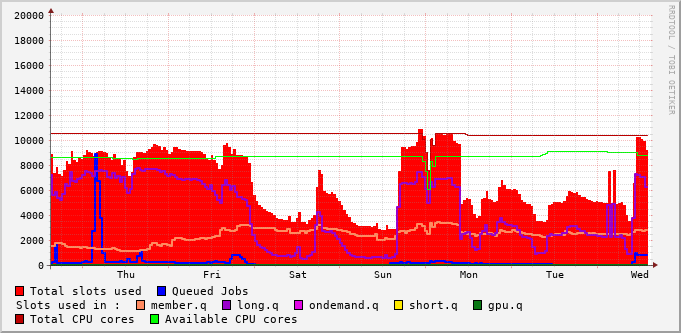 RRDTOOL / TOBI OETIKER
20000
18000
16000
14000
12000
10000
8000
6000
4000
2000
0
Thu Fri Sat Sun Mon Tue Wed
Total slots used Queued Jobs
Slots used in : member.q long.q ondemand.q short.q gpu.q
Total CPU cores Available CPU cores